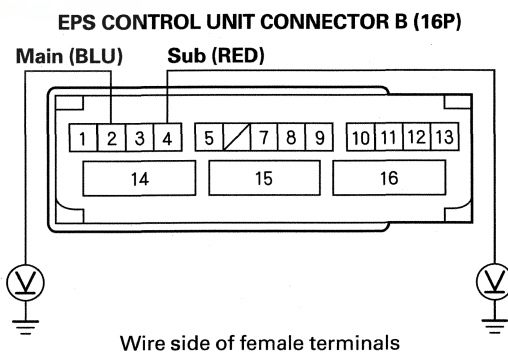 EPS CONTROL UNIT CONNECTOR B (16P)
Main (BLU) Sub (RED)
1 2 3 4 5 7 8 9 10 11 12 13
14 15 16
V V
Wire side of female terminals